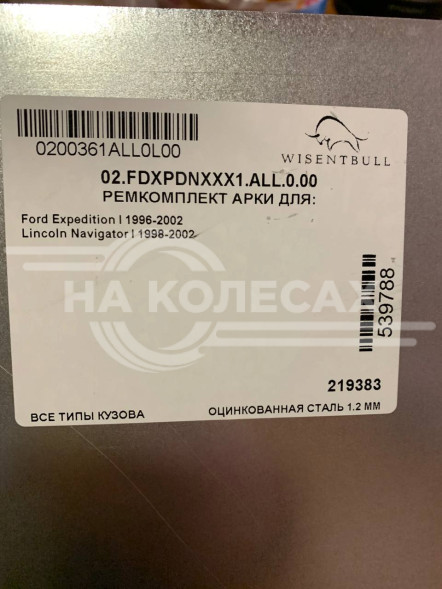 0200361ALL0L00
WISENTBULL
02.FDXPDNXXX1.ALL.0.00
РЕМКОМПЛЕКТ АРКИ ДЛЯ:
Ford Expedition I 1996-2002
Lincoln Navigator I 1998-2002
НА КОЛЕСАХ
539788
219383
ВСЕ ТИПЫ КУЗОВА
ОЦИНКОВАННАЯ СТАЛЬ 1.2 ММ